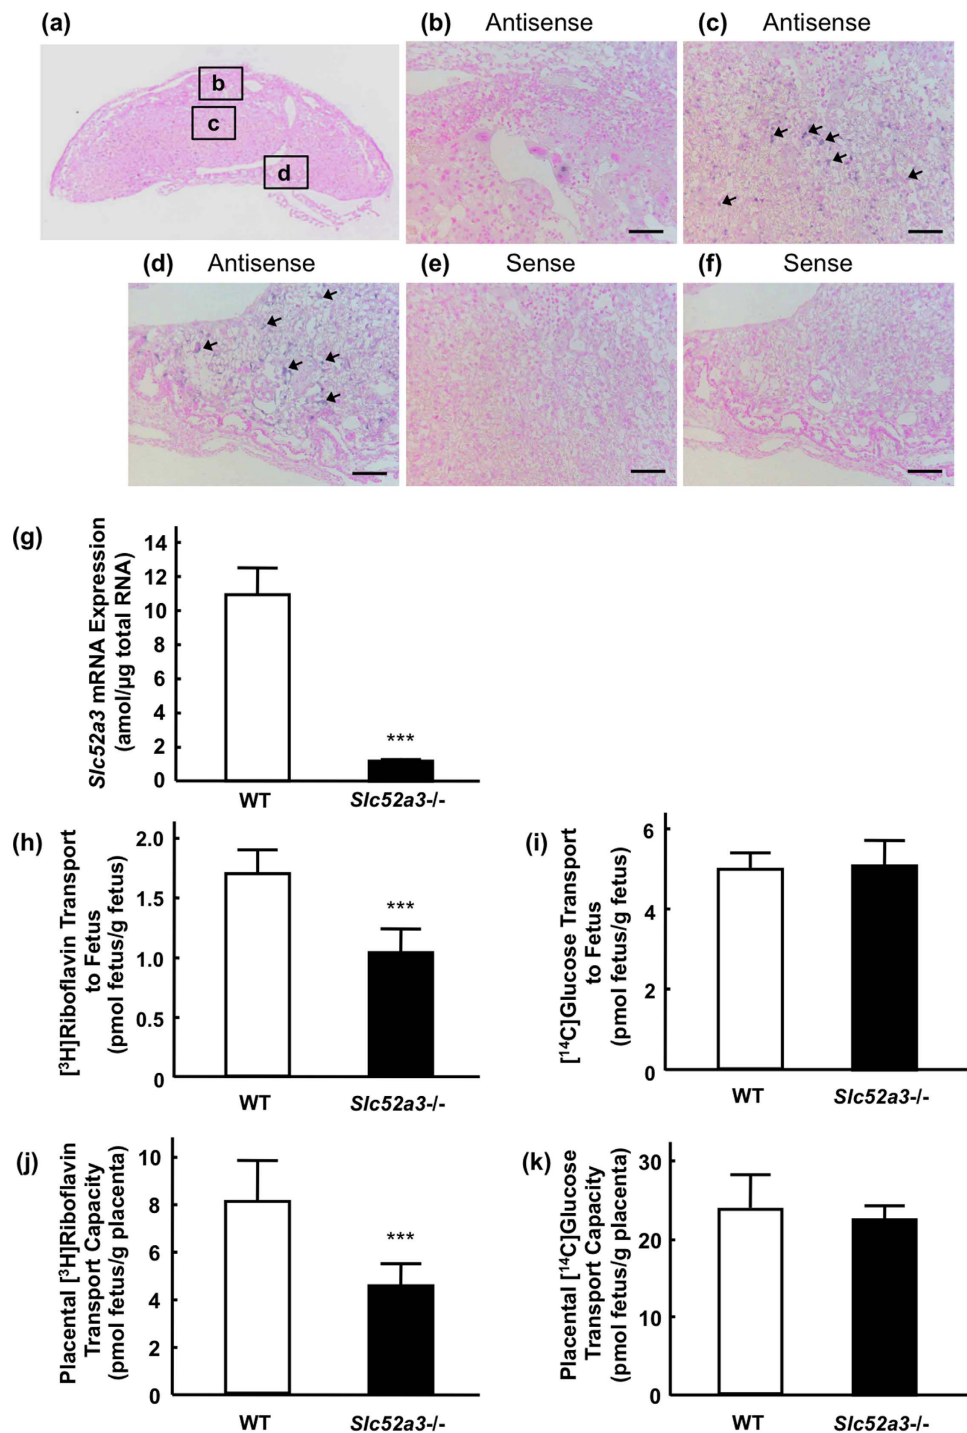 (a)
(b) Antisense
(c) Antisense
b
c
d
(d) Antisense
(e) Sense
(f) Sense
(g)
Slc52a3 mRNA Expression
(amol/μg total RNA)
14
12
10
8
6
4
2
0
***
WT
Slc52a3-/-
(h)
[³H]Riboflavin Transport
to Fetus
(pmol fetus/g fetus)
2.0
1.5
1.0
0.5
0
***
WT
Slc52a3-/-
(i)
[¹⁴C]Glucose Transport
to Fetus
(pmol fetus/g fetus)
6
4
2
0
WT
Slc52a3-/-
(j)
Placental [³H]Riboflavin
Transport Capacity
(pmol fetus/g placenta)
10
8
6
4
2
0
***
WT
Slc52a3-/-
(k)
Placental [¹⁴C]Glucose
Transport Capacity
(pmol fetus/g placenta)
30
20
10
0
WT
Slc52a3-/-